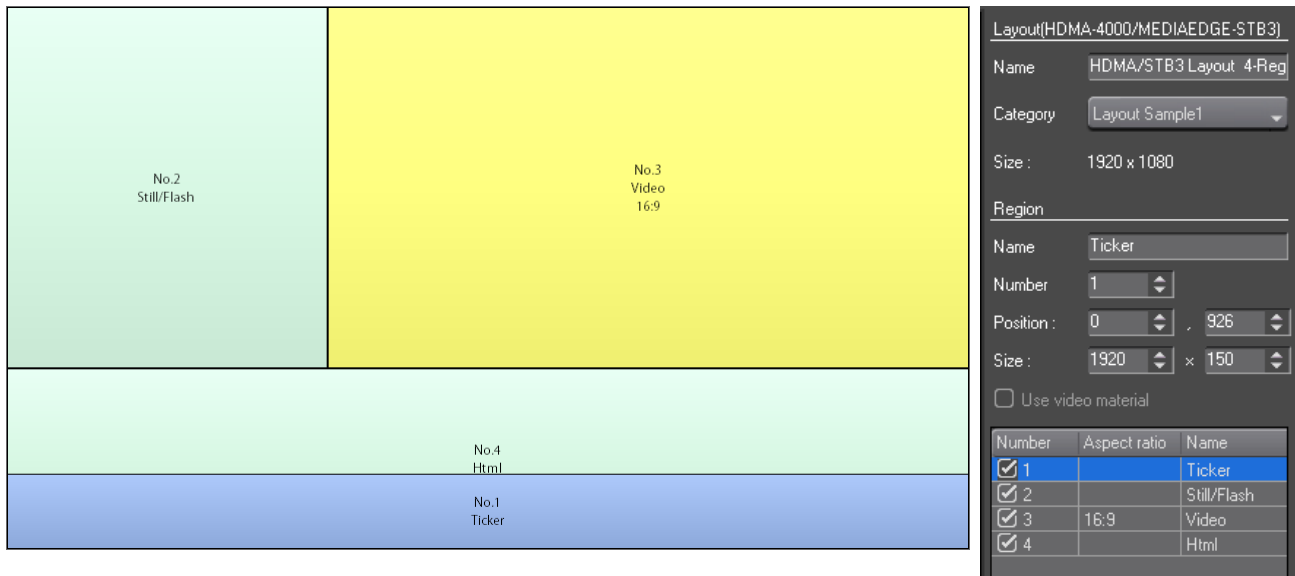 No.2
Still/Flash
No.3
Video
16:9
No.4
Html
No.1
Ticker
Layout(HDMA-4000/MEDIAEDGE-STB3)
Name HDMA/STB3 Layout 4-Reg
Category Layout Sample1
Size : 1920 x 1080
Region
Name Ticker
Number 1
Position : 0 , 926
Size : 1920 × 150
Use video material
Number Aspect ratio Name
1 Ticker
2 Still/Flash
3 16:9 Video
4 Html